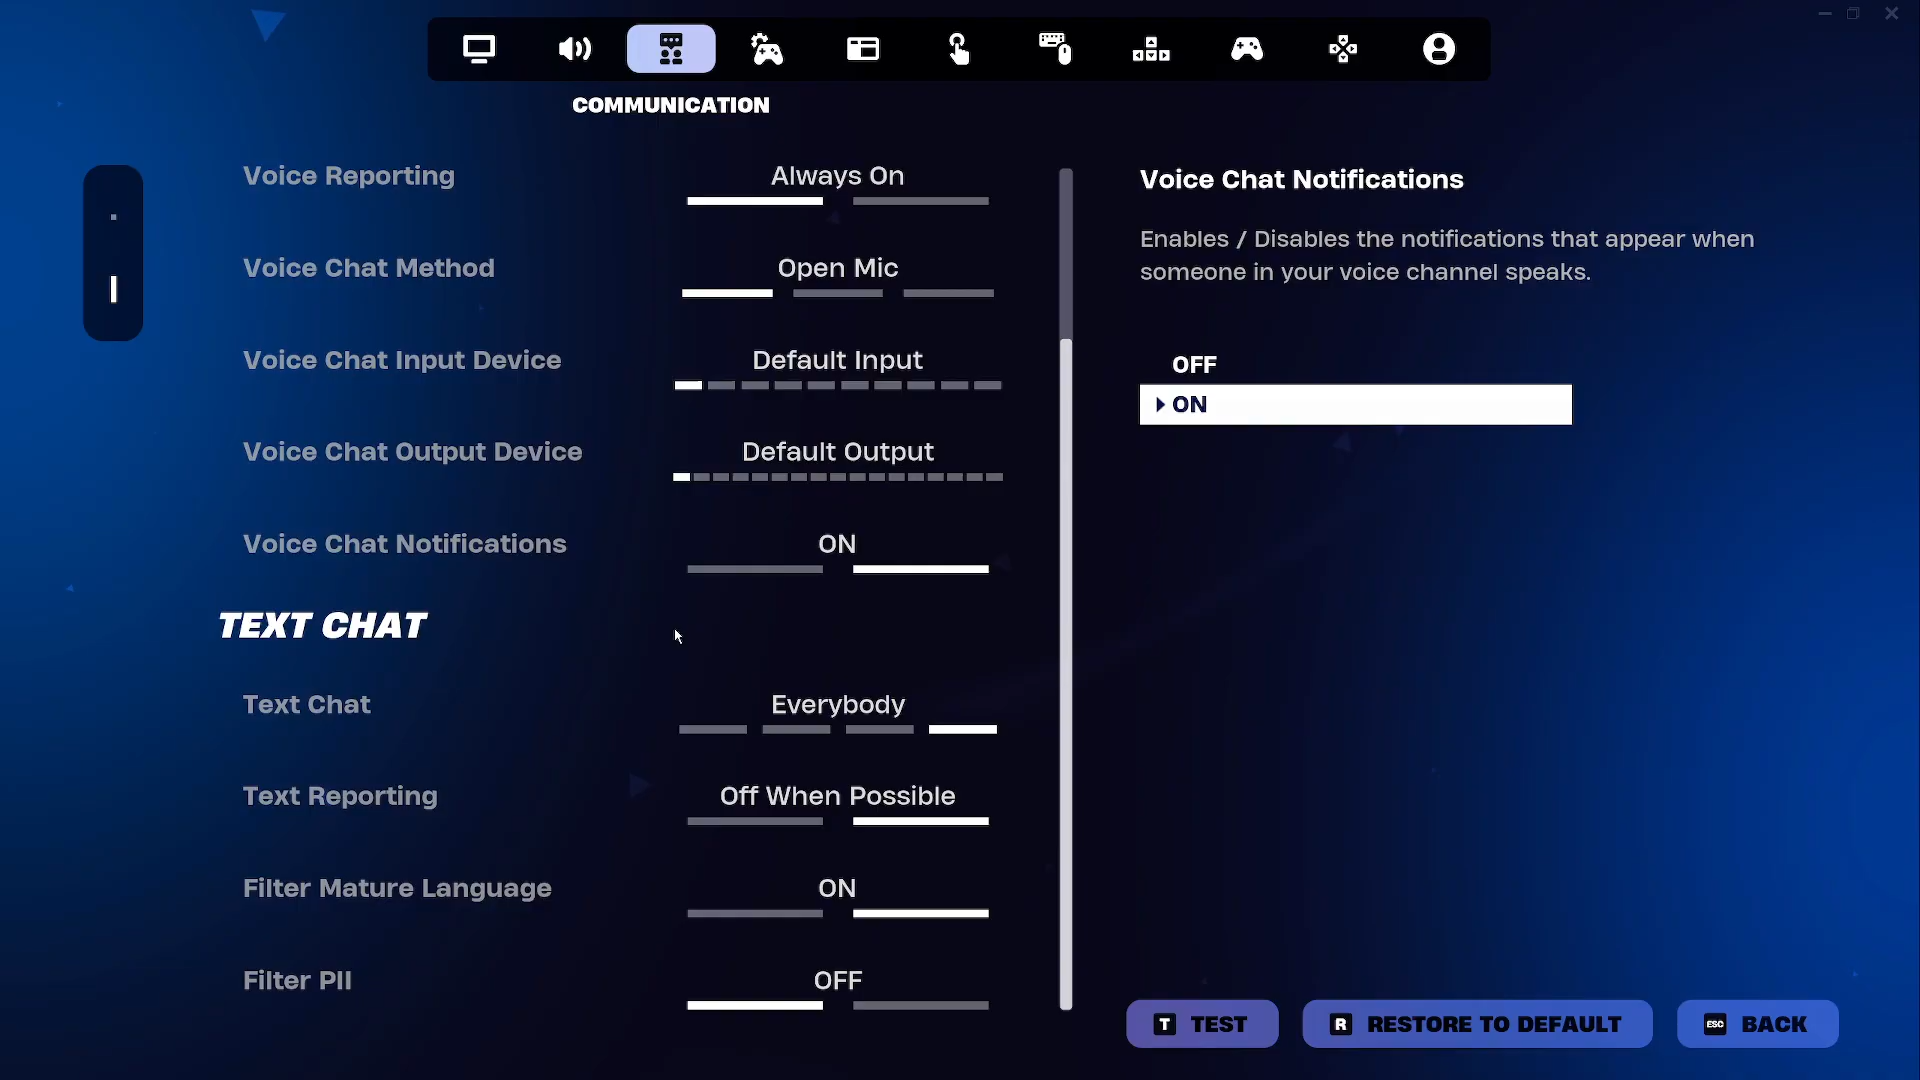 COMMUNICATION
Voice Reporting
Always On
Voice Chat Method
Open Mic
Voice Chat Input Device
Default Input
Voice Chat Output Device
Default Output
Voice Chat Notifications
ON
TEXT CHAT
Text Chat
Everybody
Text Reporting
Off When Possible
Filter Mature Language
ON
Filter PII
OFF
Voice Chat Notifications
Enables / Disables the notifications that appear when
someone in your voice channel speaks.
OFF
ON
T TEST
R RESTORE TO DEFAULT
ESC BACK